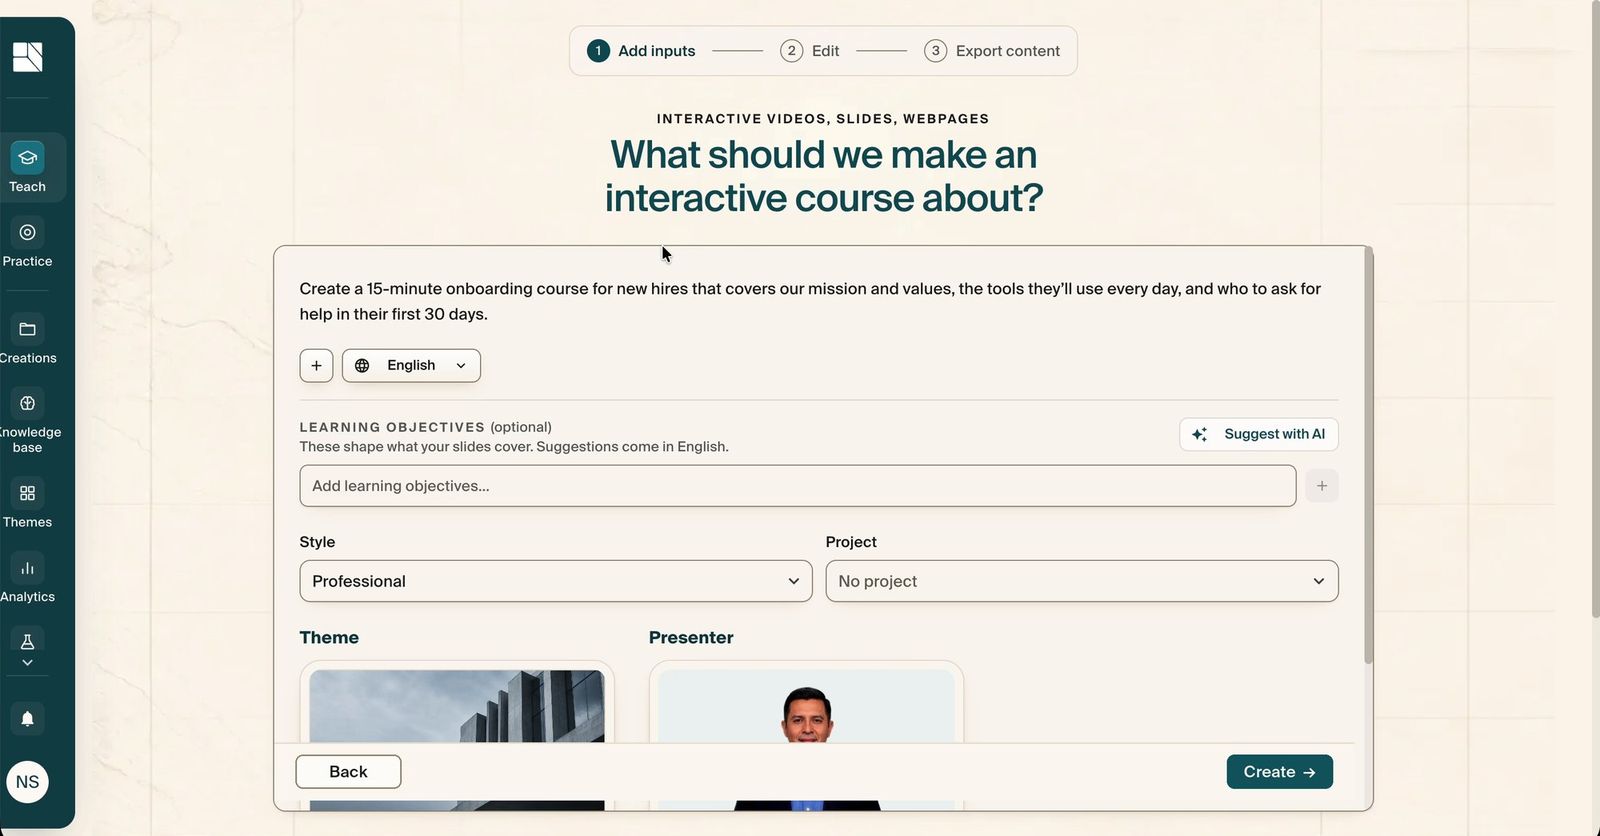 1 Add inputs 2 Edit 3 Export content
INTERACTIVE VIDEOS, SLIDES, WEBPAGES
What should we make an
interactive course about?
Teach
Practice
Creations
Knowledge
base
Themes
Analytics
NS
Create a 15-minute onboarding course for new hires that covers our mission and values, the tools they’ll use every day, and who to ask for
help in their first 30 days.
English
LEARNING OBJECTIVES (optional)
These shape what your slides cover. Suggestions come in English.
Suggest with AI
Add learning objectives...
Style
Project
Professional
No project
Theme
Presenter
Back
Create